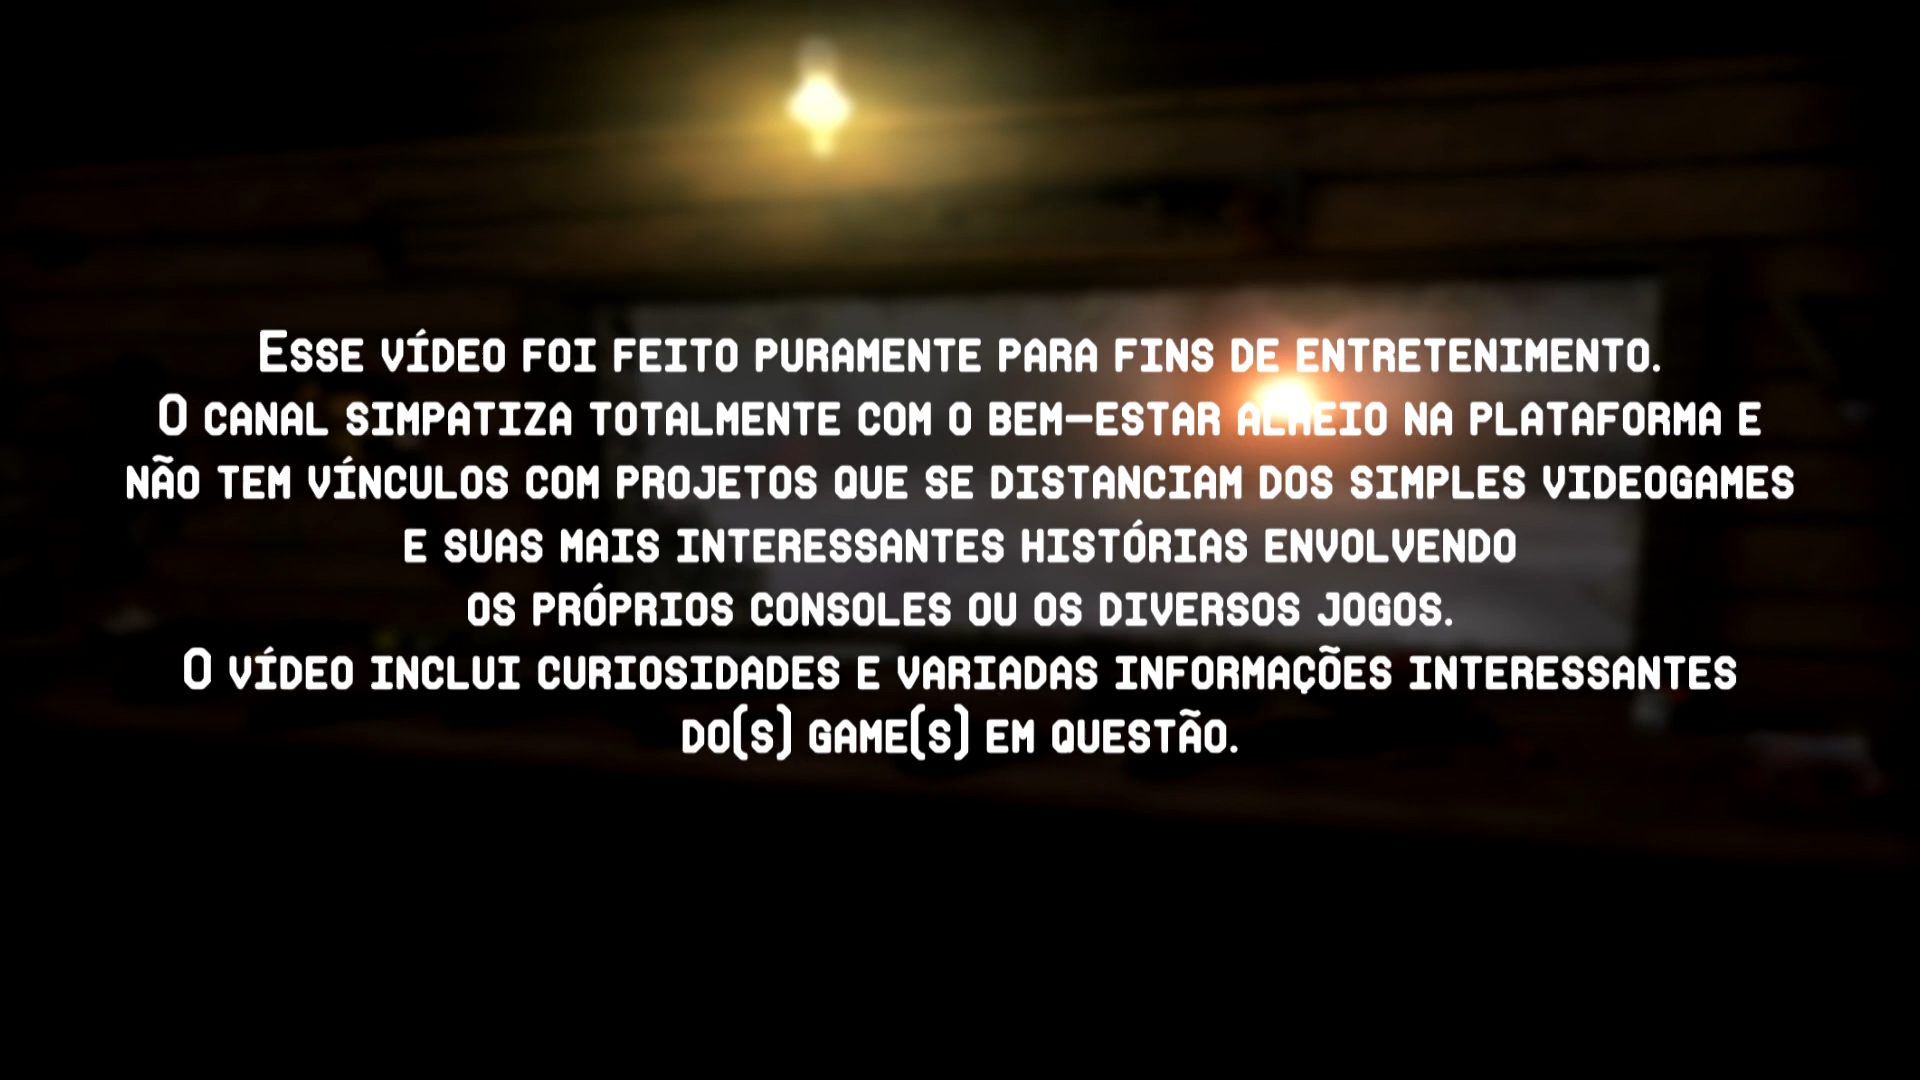 Esse vídeo foi feito puramente para fins de entretenimento.
O canal simpatiza totalmente com o bem-estar alheio na plataforma e
não tem vínculos com projetos que se distanciam dos simples videogames
e suas mais interessantes histórias envolvendo
os próprios consoles ou os diversos jogos.
O vídeo inclui curiosidades e variadas informações interessantes
do(s) game(s) em questão.